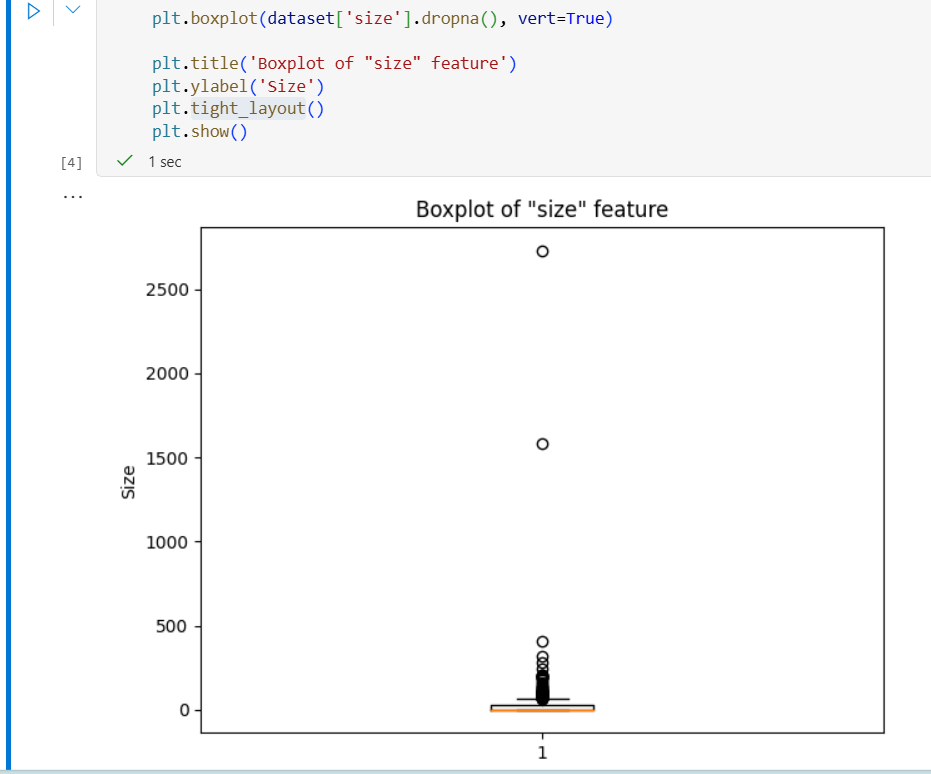 plt.boxplot(dataset['size'].dropna(), vert=True)
plt.title('Boxplot of "size" feature')
plt.ylabel('Size')
plt.tight_layout()
plt.show()
[4]
1 sec
...
Boxplot of "size" feature
2500
2000
1500
1000
500
0
Size
1